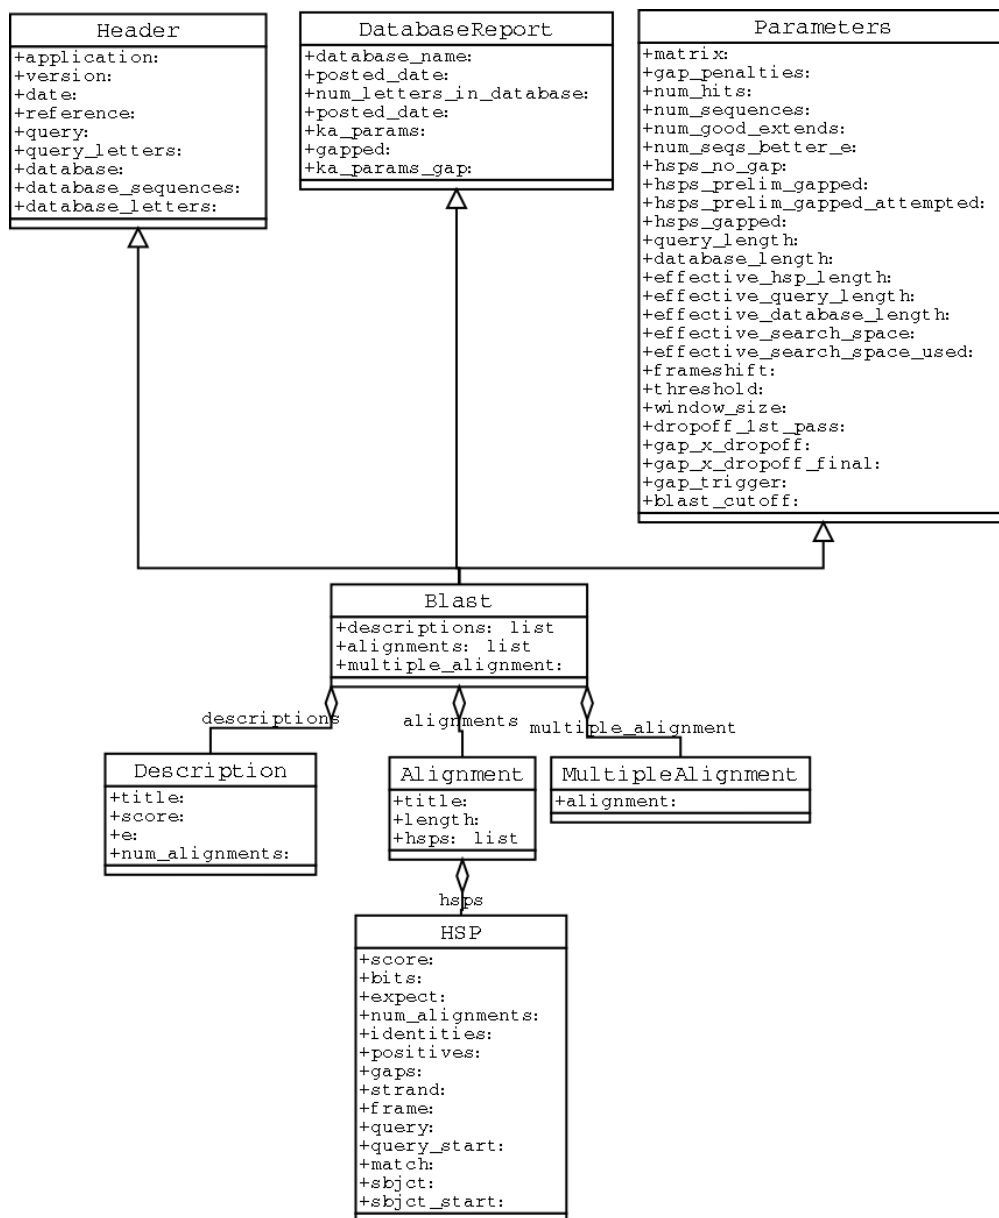 Header
+application:
+version:
+date:
+reference:
+query:
+query_letters:
+database:
+database_sequences:
+database_letters:
DatabaseReport
+database_name:
+posted_date:
+num_letters_in_database:
+posted_date:
+ka_params:
+gapped:
+ka_params_gap:
Parameters
+matrix:
+gap_penalties:
+num_hits:
+num_sequences:
+num_good_extends:
+num_seqs_better_e:
+hsps_no_gap:
+hsps_prelim_gapped:
+hsps_prelim_gapped_attempted:
+hsps_gapped:
+query_length:
+database_length:
+effective_hsp_length:
+effective_query_length:
+effective_database_length:
+effective_search_space:
+effective_search_space_used:
+frameshift:
+threshold:
+window_size:
+dropoff_1st_pass:
+gap_x_dropoff:
+gap_x_dropoff_final:
+gap_trigger:
+blast_cutoff:
Blast
+descriptions: list
+alignments: list
+multiple_alignment:
descriptions
alignments
multiple_alignment
Description
+title:
+score:
+e:
+num_alignments:
Alignment
+title:
+length:
+hsps: list
MultipleAlignment
+alignment:
hsps
HSP
+score:
+bits:
+expect:
+num_alignments:
+identities:
+positives:
+gaps:
+strand:
+frame:
+query:
+query_start:
+match:
+sbjct:
+sbjct_start: